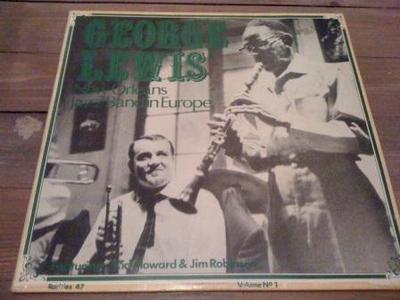 GEORGE
LEWIS
New Orleans
Jazz Band in Europe
Howard & Jim Robinson
Rarities 47 Volume Nº 1